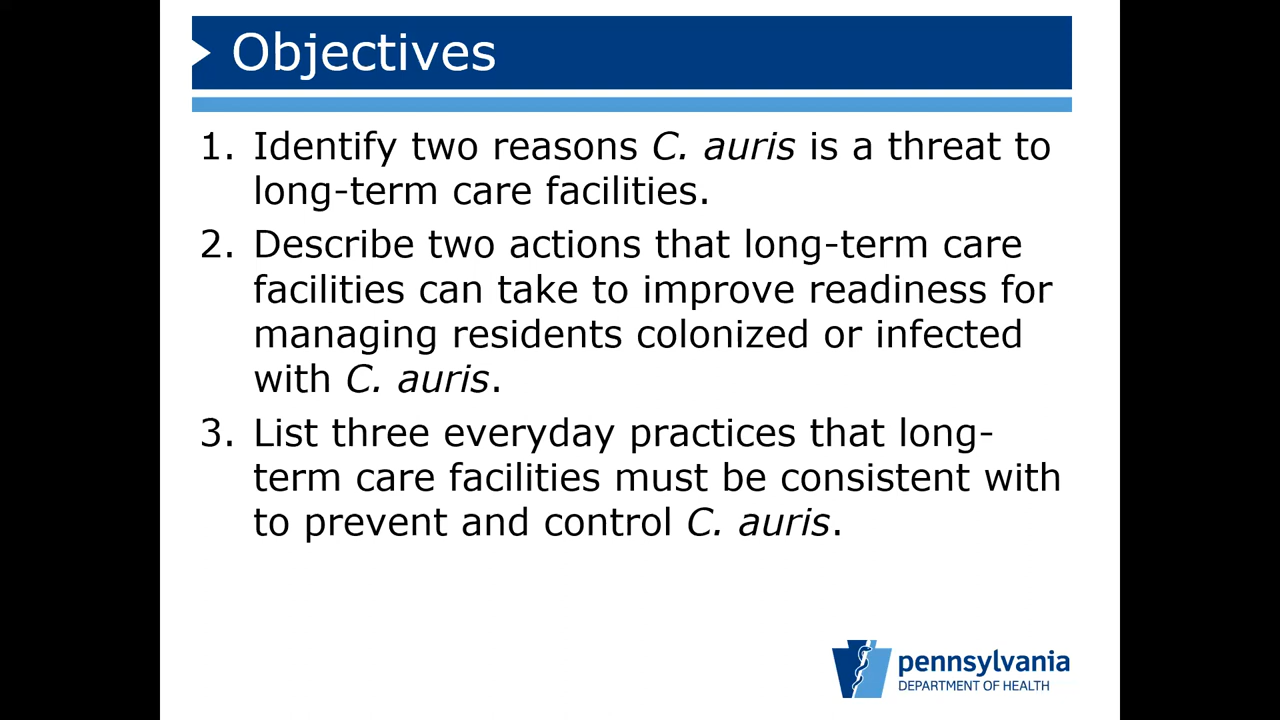 Objectives
1. Identify two reasons C. auris is a threat to
long-term care facilities.
2. Describe two actions that long-term care
facilities can take to improve readiness for
managing residents colonized or infected
with C. auris.
3. List three everyday practices that long-
term care facilities must be consistent with
to prevent and control C. auris.
pennsylvania
DEPARTMENT OF HEALTH